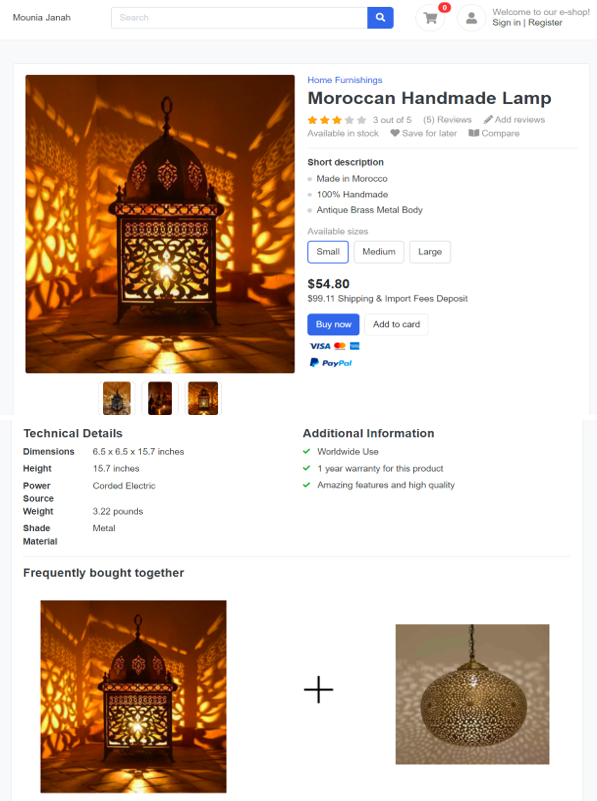 Mounia Janah
Search
0
Welcome to our e-shop!
Sign in | Register
Home Furnishings
Moroccan Handmade Lamp
3 out of 5 (5) Reviews Add reviews
Available in stock Save for later Compare
Short description
Made in Morocco
100% Handmade
Antique Brass Metal Body
Available sizes
Small Medium Large
$54.80
$99.11 Shipping & Import Fees Deposit
Buy now Add to card
VISA
PayPal
Technical Details
Dimensions 6.5 x 6.5 x 15.7 inches
Height 15.7 inches
Power Source Corded Electric
Weight 3.22 pounds
Shade Material Metal
Additional Information
Worldwide Use
1 year warranty for this product
Amazing features and high quality
Frequently bought together